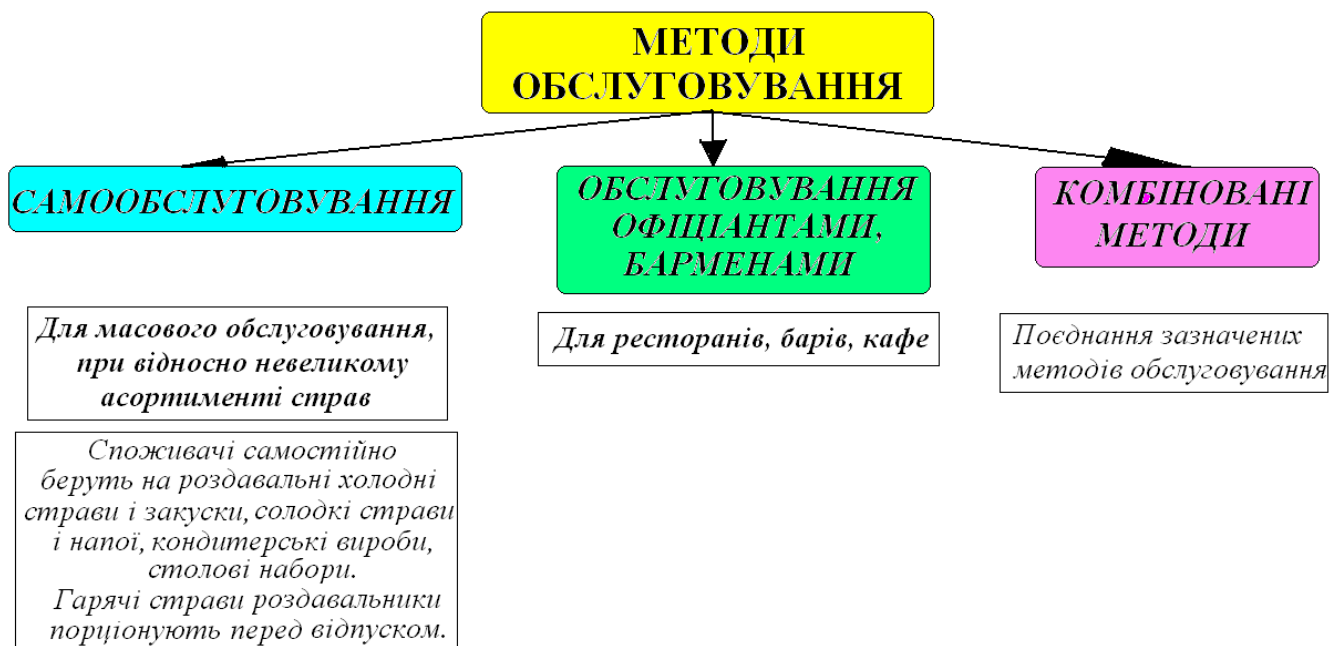 МЕТОДИ
ОБСЛУГОВУВАННЯ
САМООБСЛУГОВУВАННЯ
ОБСЛУГОВУВАННЯ
ОФІЦІАНТАМИ,
БАРМЕНАМИ
КОМБІНОВАНІ
МЕТОДИ
Для масового обслуговування,
при відносно невеликому
асортименті страв
Для ресторанів, барів, кафе
Поєднання зазначених
методів обслуговування
Споживачі самостійно
беруть на роздавальні холодні
страви і закуски, солодкі страви
і напої, кондитерські вироби,
столові набори.
Гарячі страви роздавальники
порціонують перед відпуском.